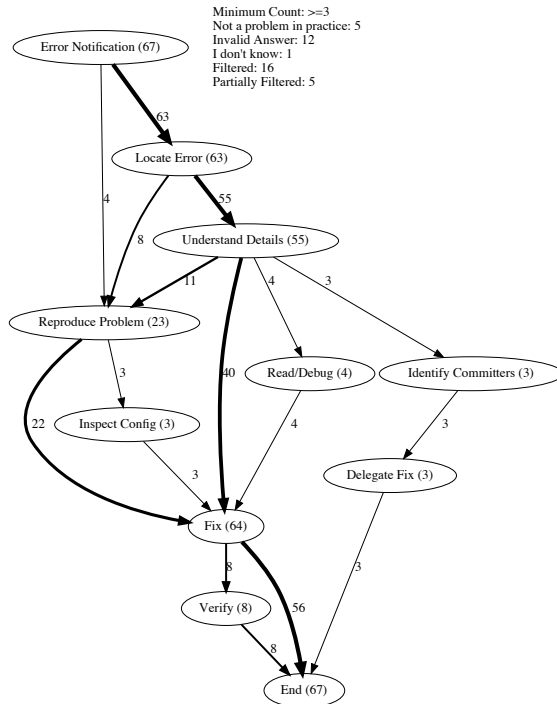 Minimum Count: >=3
Not a problem in practice: 5
Invalid Answer: 12
I don't know: 1
Filtered: 16
Partially Filtered: 5
Error Notification (67)
63
Locate Error (63)
4
8
55
Understand Details (55)
11
4
3
Reproduce Problem (23)
40
Read/Debug (4)
Identify Committers (3)
3
22
Inspect Config (3)
4
3
3
Delegate Fix (3)
Fix (64)
8
56
3
Verify (8)
8
End (67)